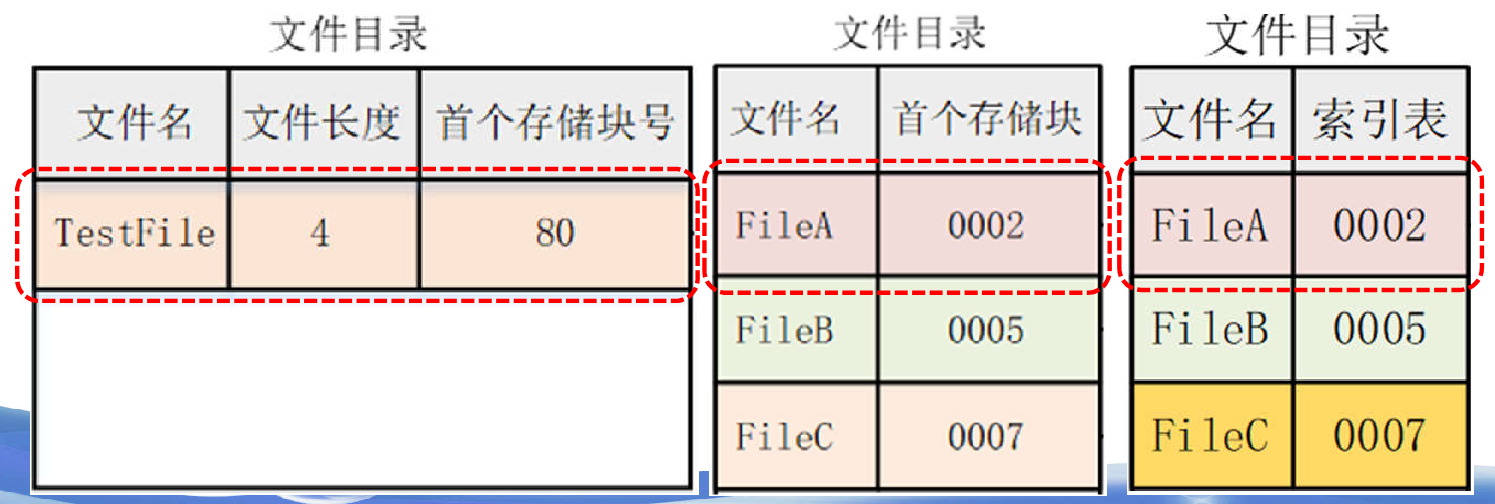 文件目录
文件名 文件长度 首个存储块号
TestFile 4 80
文件目录
文件名 首个存储块
FileA 0002
FileB 0005
FileC 0007
文件目录
文件名 索引表
FileA 0002
FileB 0005
FileC 0007